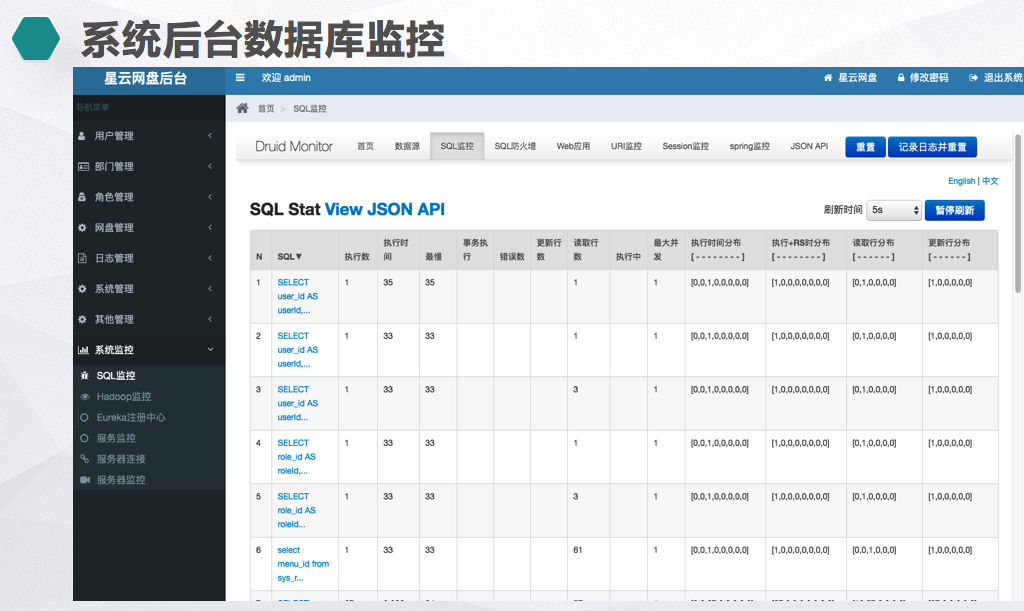 系统后台数据库监控
星云网盘后台
欢迎 admin
星云网盘 修改密码 退出系统
导航菜单
首页 > SQL监控
用户管理
部门管理
角色管理
网盘管理
日志管理
系统管理
其他管理
系统监控
SQL监控
Hadoop监控
Eureka注册中心
服务监控
服务器连接
服务器监控
Druid Monitor 首页 数据源 SQL监控 SQL防火墙 Web应用 URI监控 Session监控 spring监控 JSON API 重置 记录日志并重置
English | 中文
SQL Stat View JSON API 刷新时间 5s 暂停刷新
N SQL▼ 执行数 执行时间 最慢 事务执行 错误数 更新行数 读取行数 执行中 最大并发 执行时间分布 [ - - - - - - - - ] 执行+RS时分布 [ - - - - - - - - ] 读取行分布 [ - - - - - - ] 更新行分布 [ - - - - - - ]
1 SELECT user_id AS userId,... 1 35 35 1 1 [0,0,1,0,0,0,0,0] [1,0,0,0,0,0,0,0] [0,1,0,0,0,0] [1,0,0,0,0,0]
2 SELECT user_id AS userId,... 1 33 33 1 1 [0,0,1,0,0,0,0,0] [1,0,0,0,0,0,0,0] [0,1,0,0,0,0] [1,0,0,0,0,0]
3 SELECT user_id AS userId... 1 33 33 3 1 [0,0,1,0,0,0,0,0] [1,0,0,0,0,0,0,0] [0,1,0,0,0,0] [1,0,0,0,0,0]
4 SELECT role_id AS roleId,... 1 33 33 1 1 [0,0,1,0,0,0,0,0] [1,0,0,0,0,0,0,0] [0,1,0,0,0,0] [1,0,0,0,0,0]
5 SELECT role_id AS roleId... 1 33 33 3 1 [0,0,1,0,0,0,0,0] [1,0,0,0,0,0,0,0] [0,1,0,0,0,0] [1,0,0,0,0,0]
6 select menu_id from sys_r... 1 33 33 61 1 [0,0,1,0,0,0,0,0] [1,0,0,0,0,0,0,0] [0,0,1,0,0,0] [1,0,0,0,0,0]